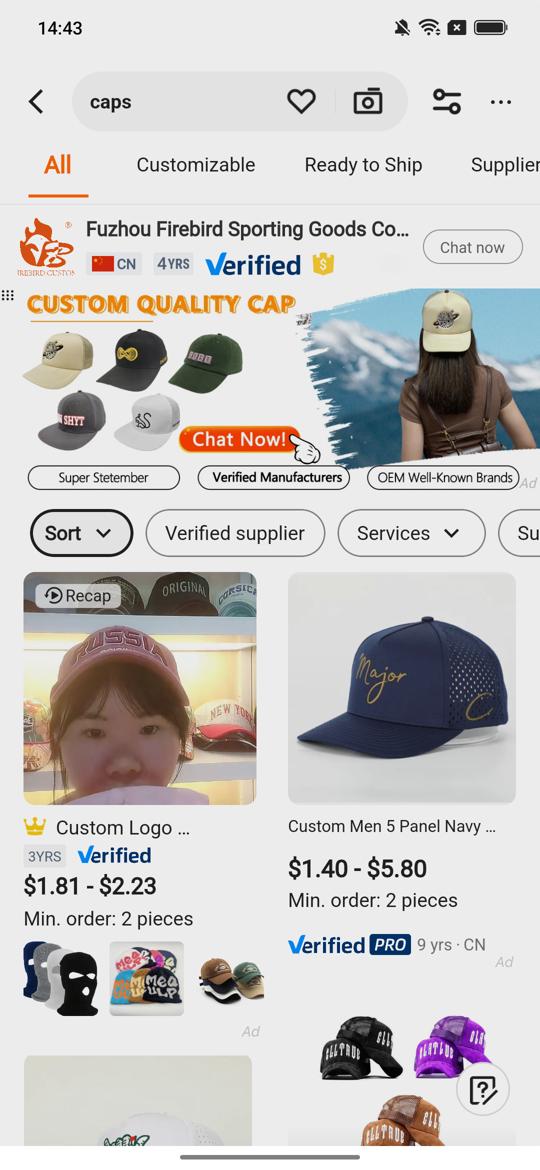 14:43
caps
All
Customizable
Ready to Ship
Supplier
Fuzhou Firebird Sporting Goods Co...
CN
4YRS
Verified
Chat now
CUSTOM QUALITY CAP
Chat Now!
Super Stetember
Verified Manufacturers
OEM Well-Known Brands
Ad
Sort
Verified supplier
Services
Su
Recap
ORIGINAL
CORSICA
RUSSIA
NEW YORK
Major
C
Custom Logo ...
3YRS
Verified
$1.81 - $2.23
Min. order: 2 pieces
Ad
Custom Men 5 Panel Navy ...
$1.40 - $5.80
Min. order: 2 pieces
Verified PRO
9 yrs · CN
Ad